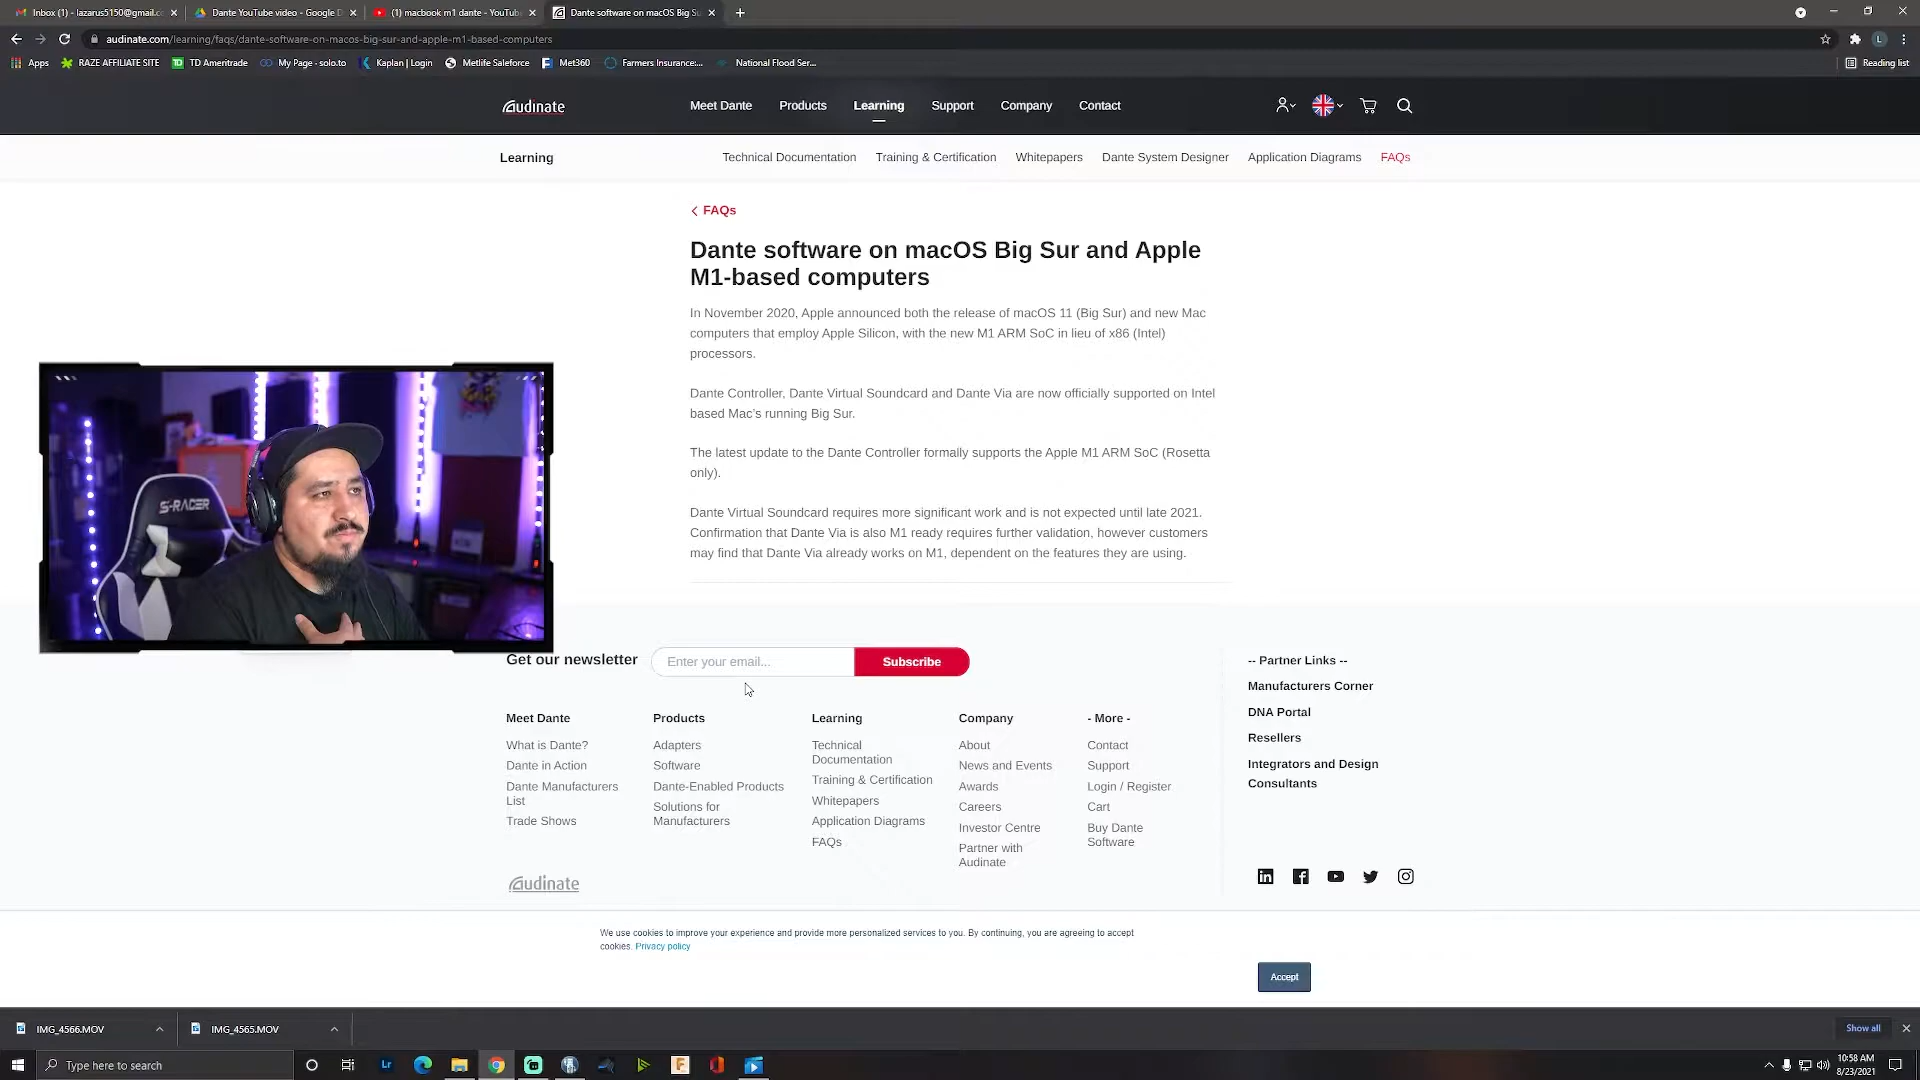 Inbox (1) - lazarus5150@gmail.c
Dante YouTube video - Google D
(1) macbook m1 dante - YouTub
Dante software on macOS Big Su
audinate.com/learning/faqs/dante-software-on-macos-big-sur-and-apple-m1-based-computers
Apps RAZE AFFILIATE SITE TD Ameritrade My Page - solo.to Kaplan | Login Metlife Saleforce Met360 Farmers Insurance:... National Flood Ser... Reading list
Audinate Meet Dante Products Learning Support Company Contact
Learning Technical Documentation Training & Certification Whitepapers Dante System Designer Application Diagrams FAQs
FAQs
Dante software on macOS Big Sur and Apple
M1-based computers
In November 2020, Apple announced both the release of macOS 11 (Big Sur) and new Mac
computers that employ Apple Silicon, with the new M1 ARM SoC in lieu of x86 (Intel)
processors.
Dante Controller, Dante Virtual Soundcard and Dante Via are now officially supported on Intel
based Mac's running Big Sur.
The latest update to the Dante Controller formally supports the Apple M1 ARM SoC (Rosetta
only).
Dante Virtual Soundcard requires more significant work and is not expected until late 2021.
Confirmation that Dante Via is also M1 ready requires further validation, however customers
may find that Dante Via already works on M1, dependent on the features they are using.
S-RACER
Get our newsletter Enter your email... Subscribe
Meet Dante
What is Dante?
Dante in Action
Dante Manufacturers
List
Trade Shows
Products
Adapters
Software
Dante-Enabled Products
Solutions for
Manufacturers
Learning
Technical
Documentation
Training & Certification
Whitepapers
Application Diagrams
FAQs
Company
About
News and Events
Awards
Careers
Investor Centre
Partner with
Audinate
- More -
Contact
Support
Login / Register
Cart
Buy Dante
Software
-- Partner Links --
Manufacturers Corner
DNA Portal
Resellers
Integrators and Design
Consultants
Audinate
We use cookies to improve your experience and provide more personalized services to you. By continuing, you are agreeing to accept
cookies. Privacy policy
Accept
IMG_4566.MOV IMG_4565.MOV Show all
Type here to search
Lr
10:58 AM
8/23/2021